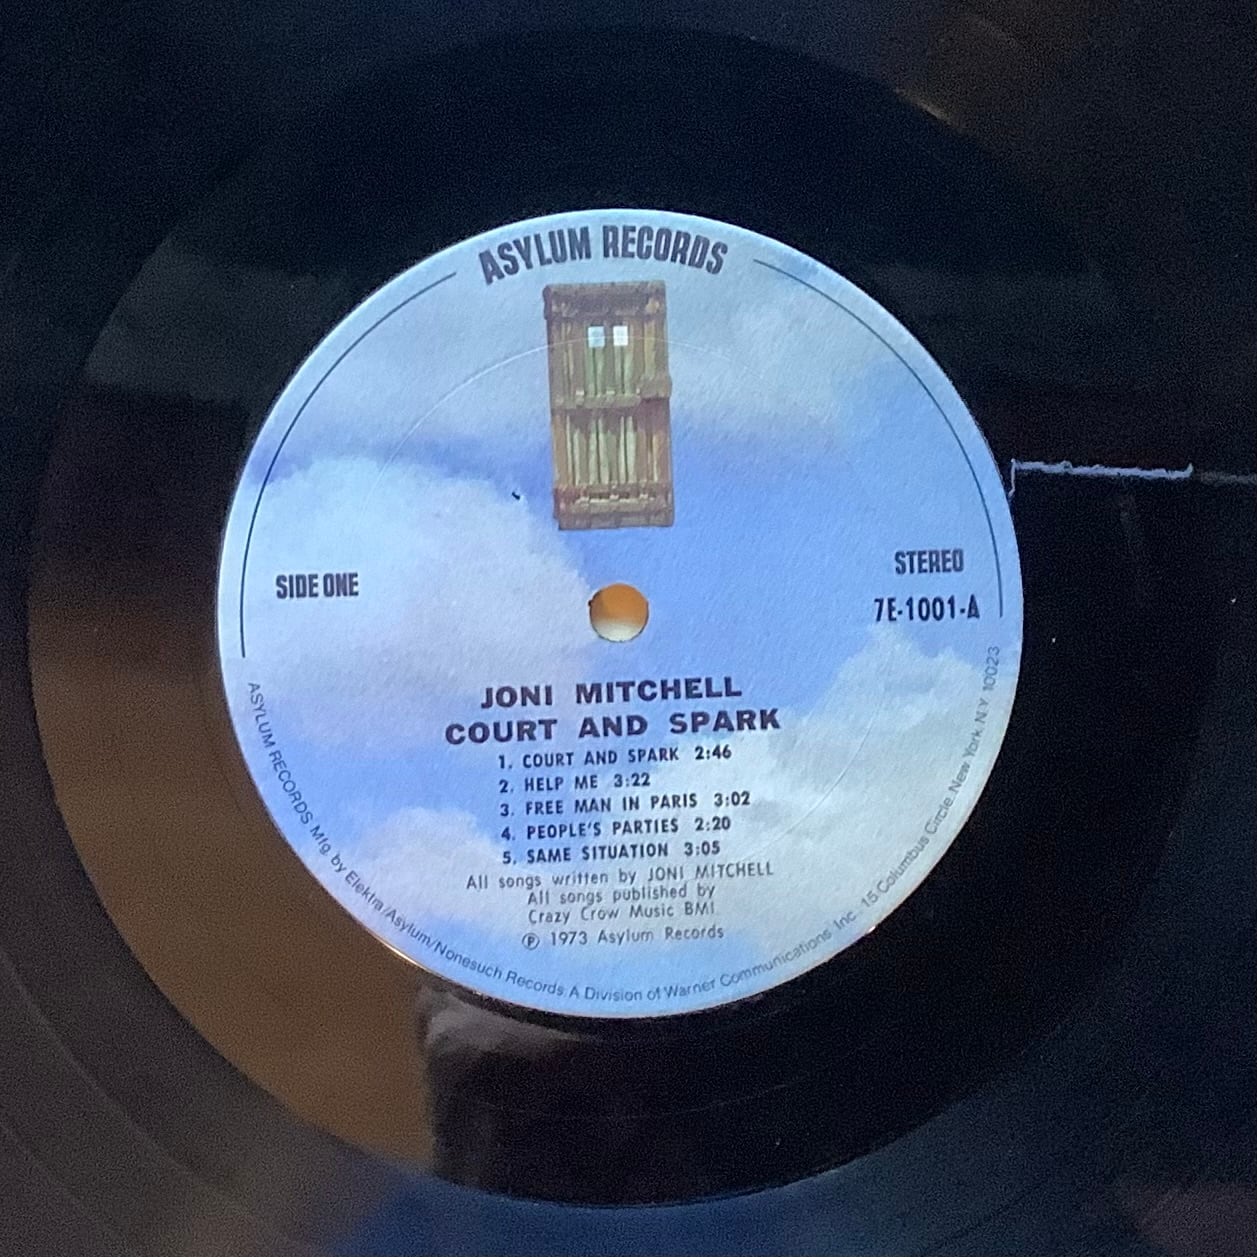 ASYLUM RECORDS
SIDE ONE
STEREO
7E-1001-A
JONI MITCHELL
COURT AND SPARK
1. COURT AND SPARK 2:46
2. HELP ME 3:22
3. FREE MAN IN PARIS 3:02
4. PEOPLE'S PARTIES 2:20
5. SAME SITUATION 3:05
All songs written by JONI MITCHELL
All songs published by
Crazy Crow Music BMI
℗ 1973 Asylum Records
ASYLUM RECORDS Mfg. by Elektra/Asylum/Nonesuch Records. A Division of Warner Communications Inc. · 15 Columbus Circle. New York. N.Y. 10023